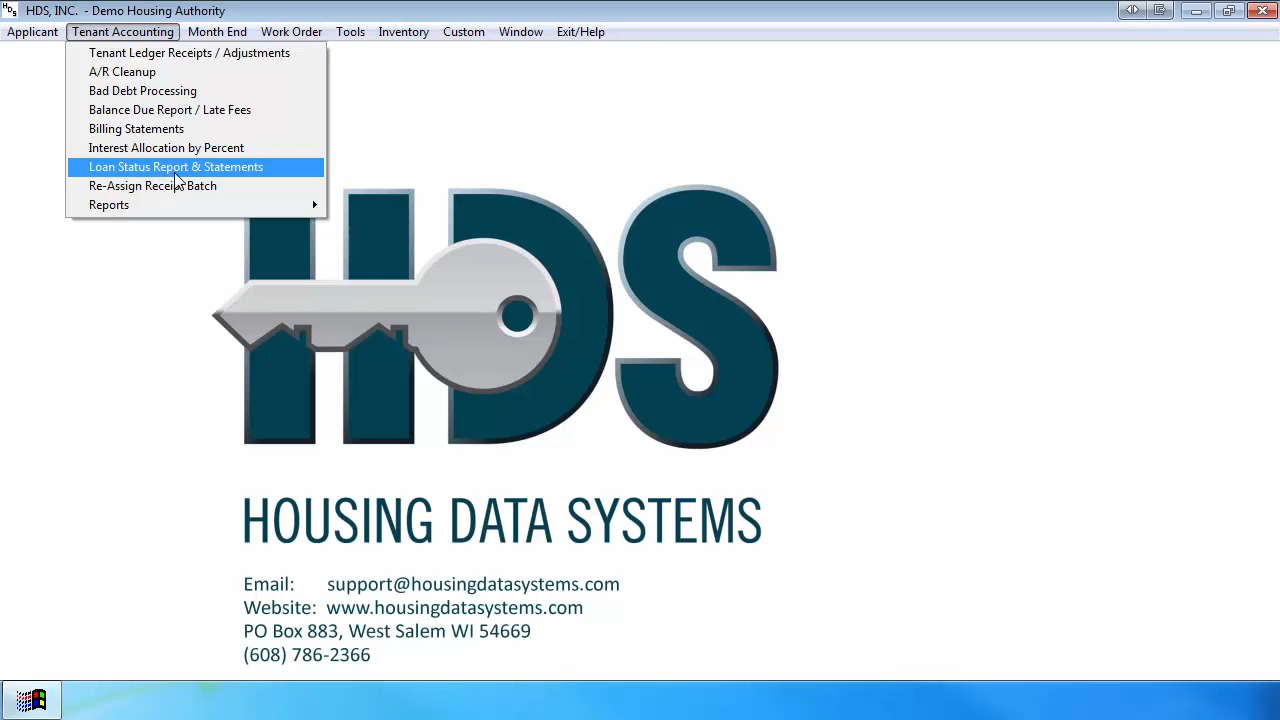 HDS, INC. - Demo Housing Authority
Applicant Tenant Accounting Month End Work Order Tools Inventory Custom Window Exit/Help
Tenant Ledger Receipts / Adjustments
A/R Cleanup
Bad Debt Processing
Balance Due Report / Late Fees
Billing Statements
Interest Allocation by Percent
Loan Status Report & Statements
Re-Assign Receipt Batch
Reports
HDS
HOUSING DATA SYSTEMS
Email: support@housingdatasystems.com
Website: www.housingdatasystems.com
PO Box 883, West Salem WI 54669
(608) 786-2366